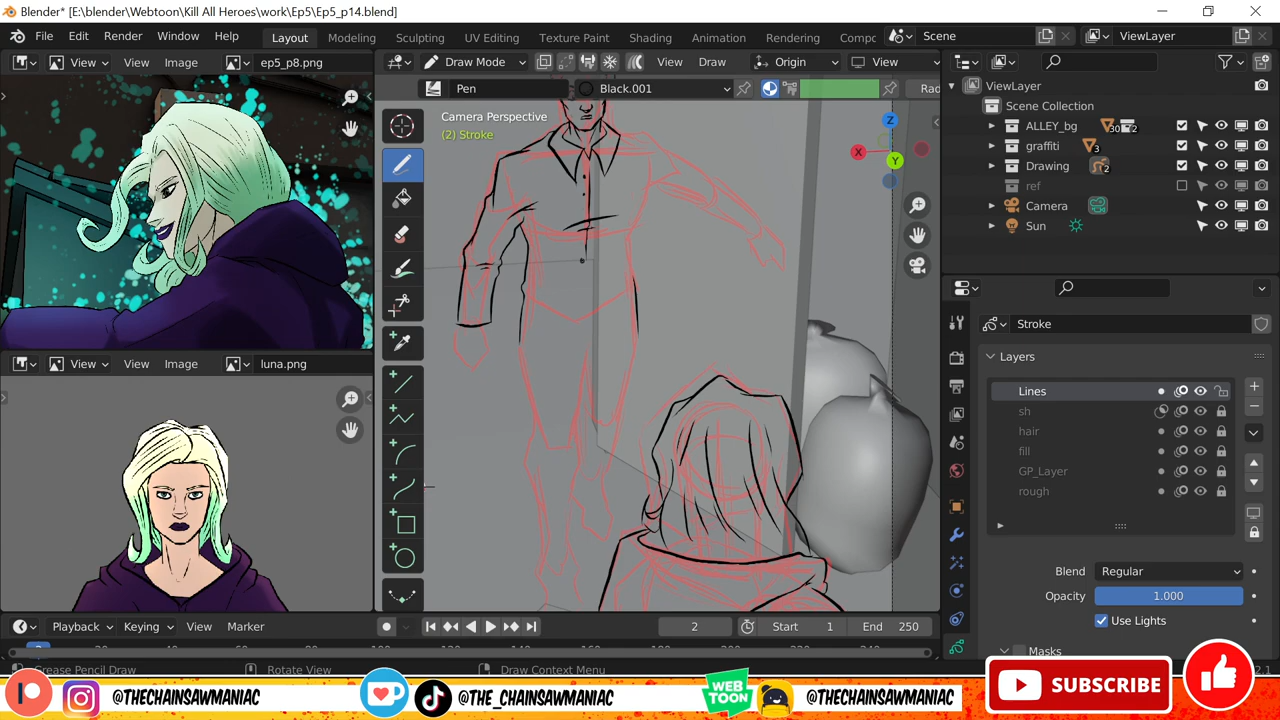 Blender* [E:\blender\Webtoon\Kill All Heroes\work\Ep5\Ep5_p14.blend]
File Edit Render Window Help Layout Modeling Sculpting UV Editing Texture Paint Shading Animation Rendering Compc Scene ViewLayer
View View Image ep5_p8.png Draw Mode View Draw Origin View
Pen Black.001 Rac
Camera Perspective
(2) Stroke
Z
X
Y
ViewLayer
Scene Collection
ALLEY_bg 30 2
graffiti 3
Drawing 2
ref
Camera
Sun
View View Image luna.png
Stroke
Layers
Lines
sh
hair
fill
GP_Layer
rough
Blend Regular
Opacity 1.000
Use Lights
Masks
Playback Keying View Marker 2 Start 1 End 250
Grease Pencil Draw Rotate View Draw Context Menu
@THECHAINSAWMANIAC @THE_CHAINSAWMANIAC WEB TOON @THECHAINSAWMANIAC SUBSCRIBE